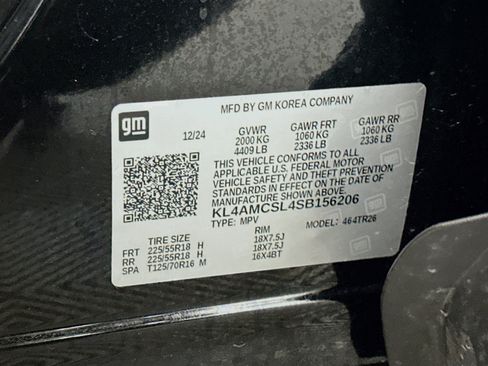 MFD BY GM KOREA COMPANY
gm
12/24 GVWR GAWR FRT GAWR RR
2000 KG 1060 KG 1060 KG
4409 LB 2336 LB 2336 LB
THIS VEHICLE CONFORMS TO ALL
APPLICABLE U.S. FEDERAL MOTOR
VEHICLE SAFETY AND THEFT PREVENTION
STANDARDS IN EFFECT ON THE DATE OF
MANUFACTURE SHOWN ABOVE.
KL4AMCSL4SB156206
TYPE: MPV MODEL: 464TR26
TIRE SIZE RIM
FRT 225/55R18 H 18X7.5J
RR 225/55R18 H 18X7.5J
SPA T125/70R16 M 16X4BT